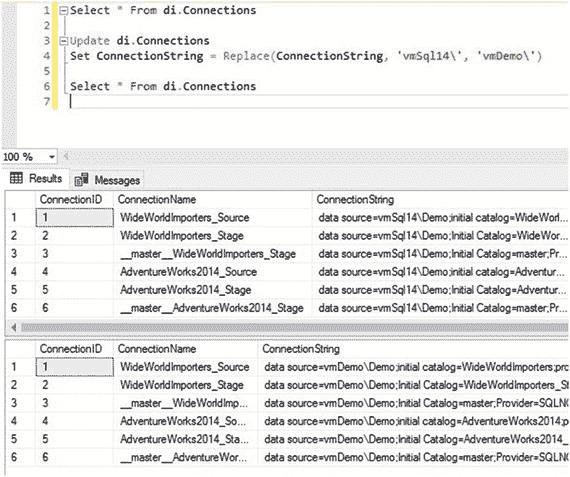 1 Select * From di.Connections
2
3 Update di.Connections
4 Set ConnectionString = Replace(ConnectionString, 'vmSql14\', 'vmDemo\')
5
6 Select * From di.Connections
7
100 %
Results Messages
ConnectionID ConnectionName ConnectionString
1 1 WideWorldImporters_Source data source=vmSql14\Demo;initial catalog=WideWorl...
2 2 WideWorldImporters_Stage data source=vmSql14\Demo;Initial Catalog=WideWor...
3 3 __master__WideWorldImporters_Stage data source=vmSql14\Demo;Initial Catalog=master;Pr...
4 4 AdventureWorks2014_Source data source=vmSql14\Demo;initial catalog=Adventur...
5 5 AdventureWorks2014_Stage data source=vmSql14\Demo;Initial Catalog=Adventur...
6 6 __master__AdventureWorks2014_Stage data source=vmSql14\Demo;Initial Catalog=master;Pr...
ConnectionID ConnectionName ConnectionString
1 1 WideWorldImporters_Source data source=vmDemo\Demo;initial catalog=WideWorldImporters;pro
2 2 WideWorldImporters_Stage data source=vmDemo\Demo;Initial Catalog=WideWorldImporters_St
3 3 __master__WideWorldImp... data source=vmDemo\Demo;Initial Catalog=master;Provider=SQLNC
4 4 AdventureWorks2014_So... data source=vmDemo\Demo;initial catalog=AdventureWorks2014;p
5 5 AdventureWorks2014_Sta... data source=vmDemo\Demo;Initial Catalog=AdventureWorks2014_
6 6 __master__AdventureWor... data source=vmDemo\Demo;Initial Catalog=master;Provider=SQLNC